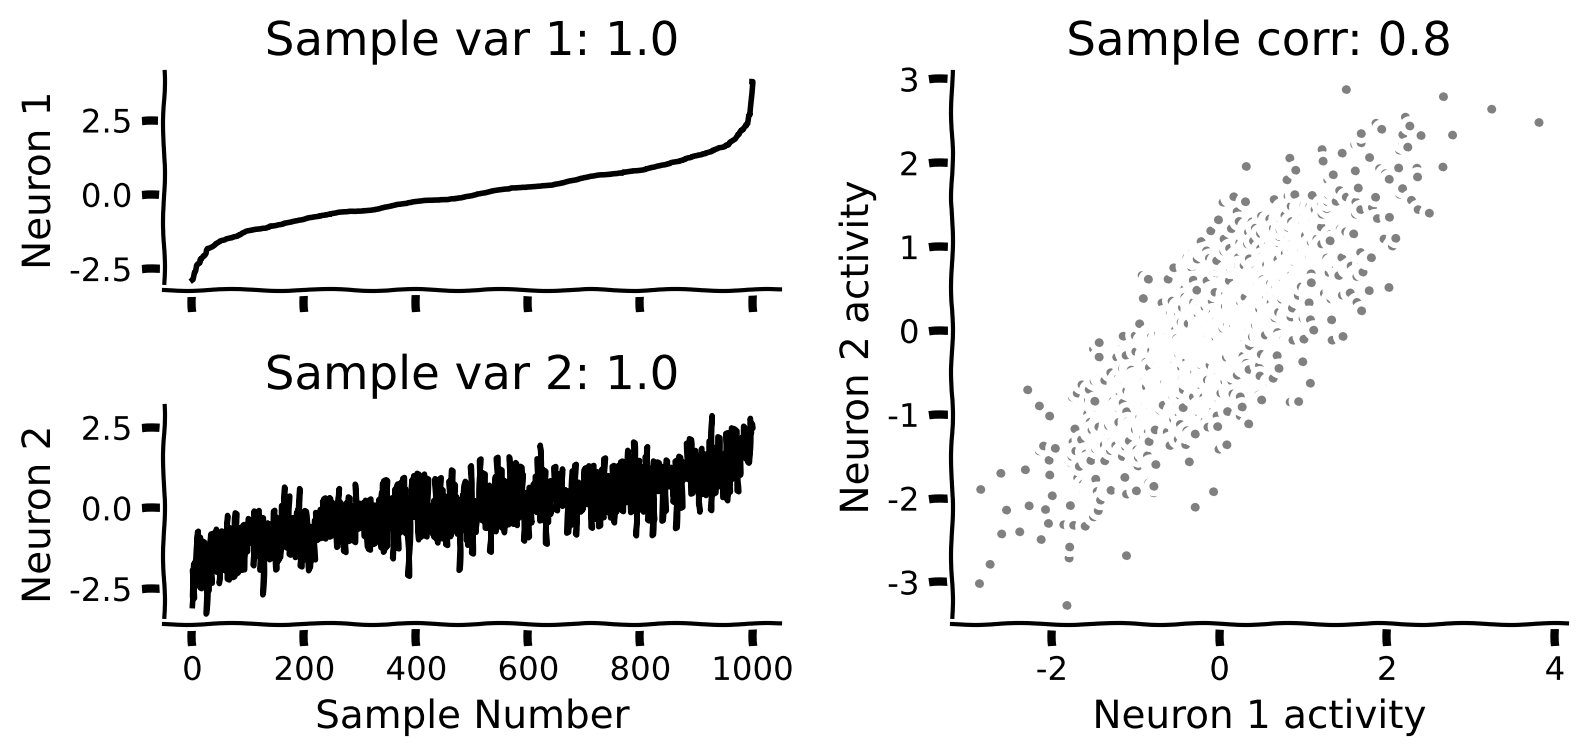 Sample var 1: 1.0
Neuron 1
2.5
0.0
-2.5
Sample var 2: 1.0
Neuron 2
2.5
0.0
-2.5
0 200 400 600 800 1000
Sample Number
Sample corr: 0.8
Neuron 2 activity
3
2
1
0
-1
-2
-3
-2 0 2 4
Neuron 1 activity